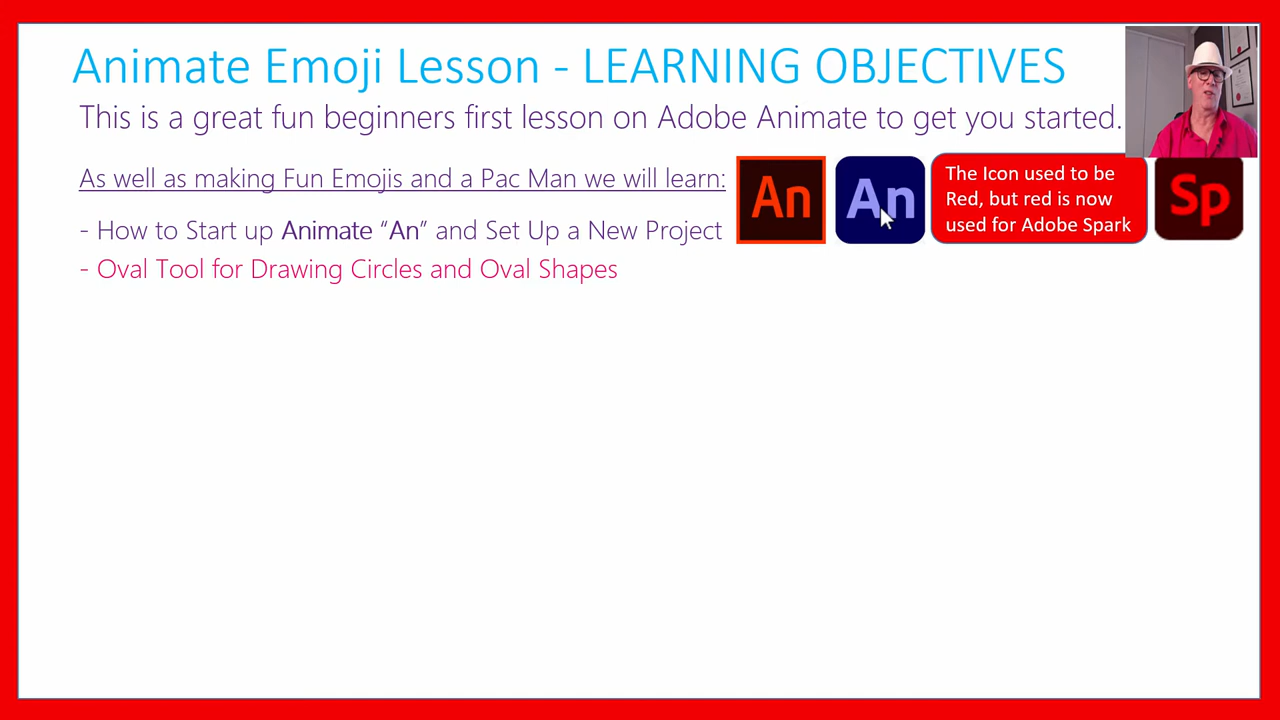 Animate Emoji Lesson - LEARNING OBJECTIVES
This is a great fun beginners first lesson on Adobe Animate to get you started.
As well as making Fun Emojis and a Pac Man we will learn:
An
An
The Icon used to be
Red, but red is now
used for Adobe Spark
Sp
- How to Start up Animate “An” and Set Up a New Project
- Oval Tool for Drawing Circles and Oval Shapes